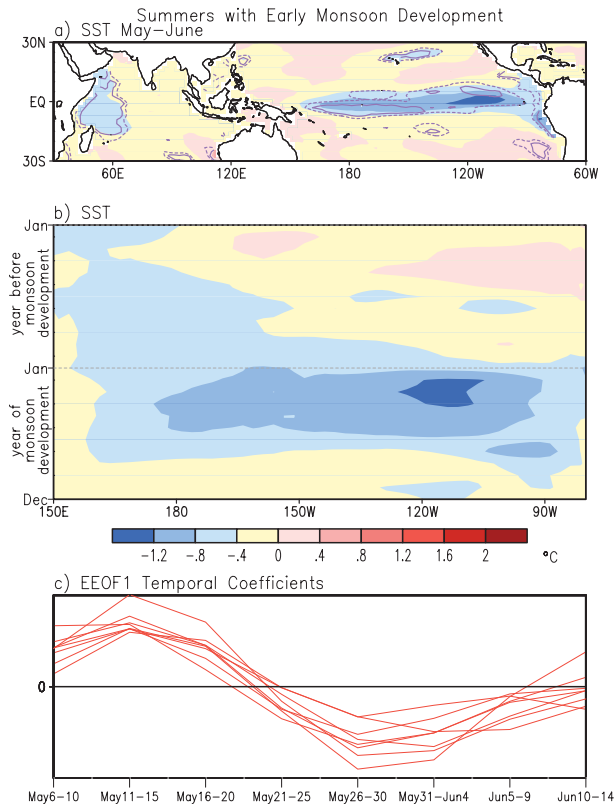 Summers with Early Monsoon Development
a) SST May-June
30N
EQ
30S
60E 120E 180 120W 60W
b) SST
Jan
year before
monsoon
development
Jan
year of
monsoon
development
Dec
150E 180 150W 120W 90W
-1.2 -.8 -.4 0 .4 .8 1.2 1.6 2 °C
c) EEOF1 Temporal Coefficients
0
May6-10 May11-15 May16-20 May21-25 May26-30 May31-Jun4 Jun5-9 Jun10-14